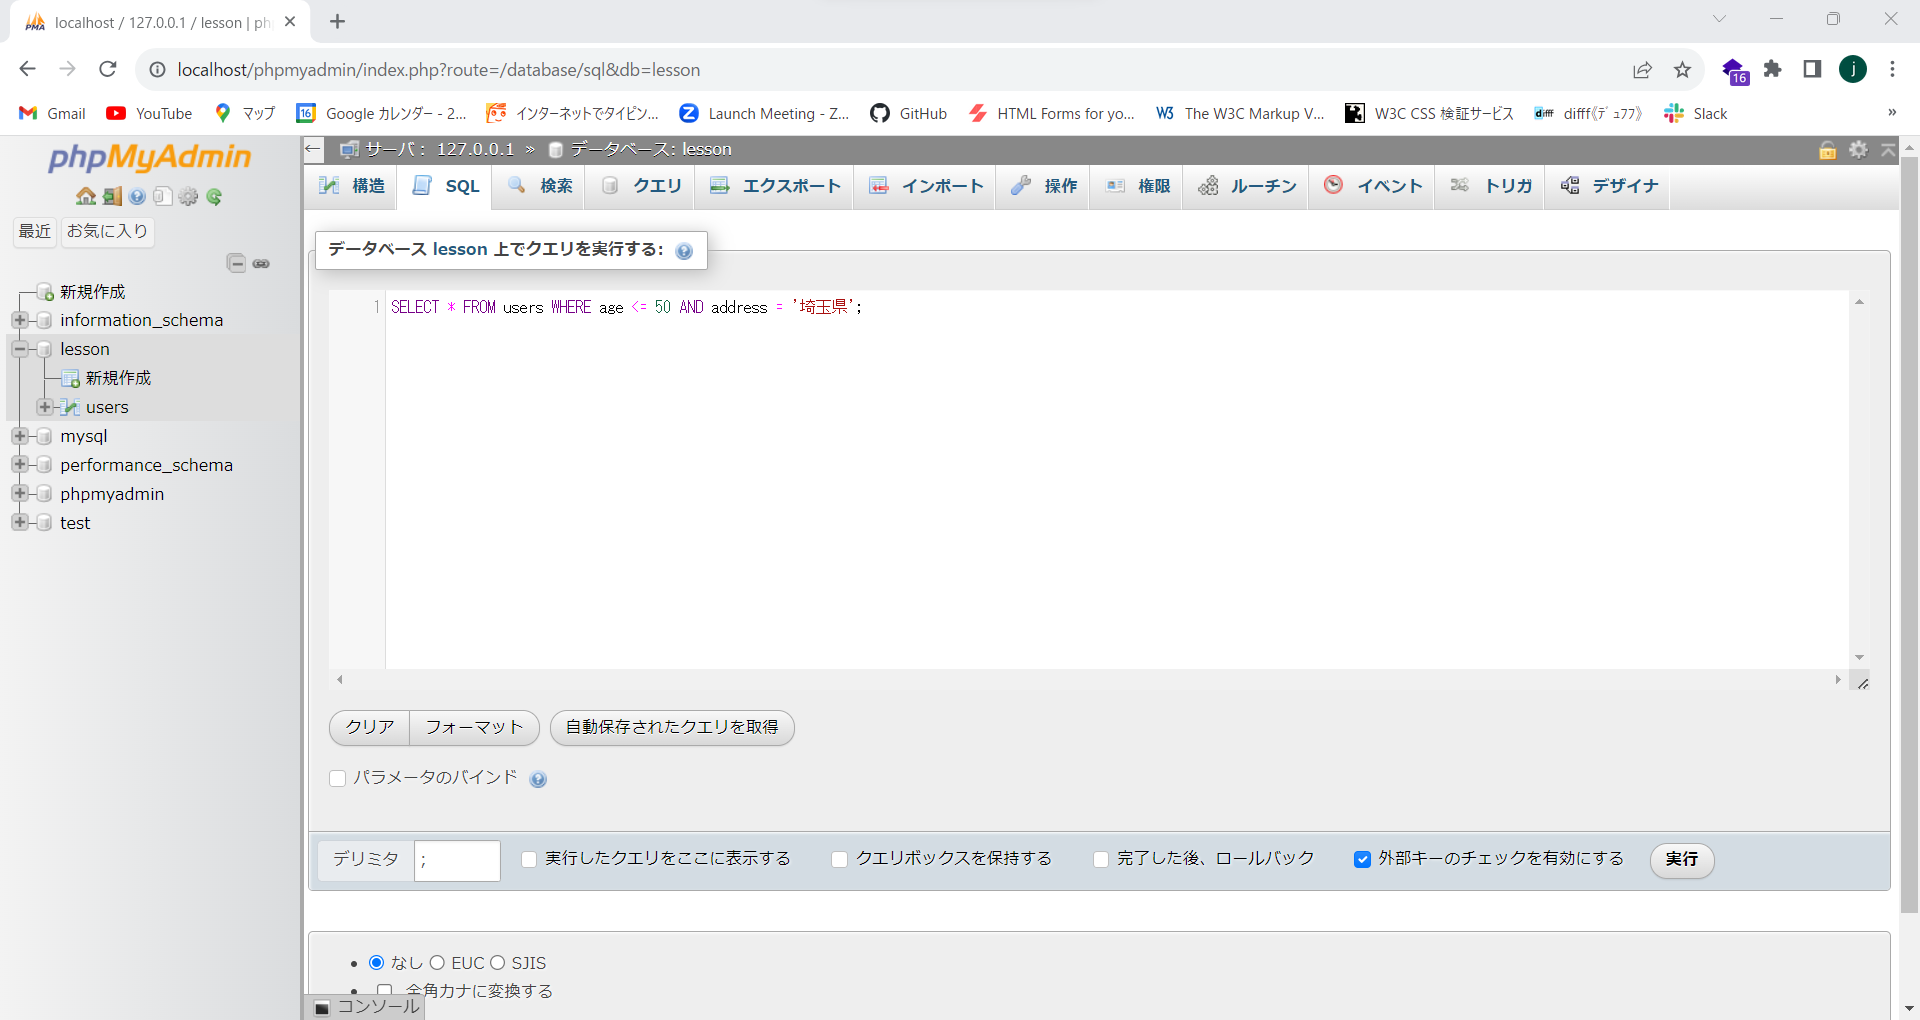 localhost / 127.0.0.1 / lesson | ph
localhost/phpmyadmin/index.php?route=/database/sql&db=lesson
16
j
Gmail YouTube マップ 16 Google カレンダー - 2... インターネットでタイピン... Launch Meeting - Z... GitHub HTML Forms for yo... The W3C Markup V... W3C CSS 検証サービス difff《ﾃﾞｭﾌﾌ》 Slack »
phpMyAdmin
最近 お気に入り
新規作成
information_schema
lesson
新規作成
users
mysql
performance_schema
phpmyadmin
test
サーバ: 127.0.0.1 » データベース: lesson
構造 SQL 検索 クエリ エクスポート インポート 操作 権限 ルーチン イベント トリガ デザイナ
データベース lesson 上でクエリを実行する:
1 SELECT * FROM users WHERE age <= 50 AND address = '埼玉県';
クリア フォーマット 自動保存されたクエリを取得
パラメータのバインド
デリミタ ; 実行したクエリをここに表示する クエリボックスを保持する 完了した後、ロールバック 外部キーのチェックを有効にする 実行
なし EUC SJIS
全角カナに変換する
コンソール